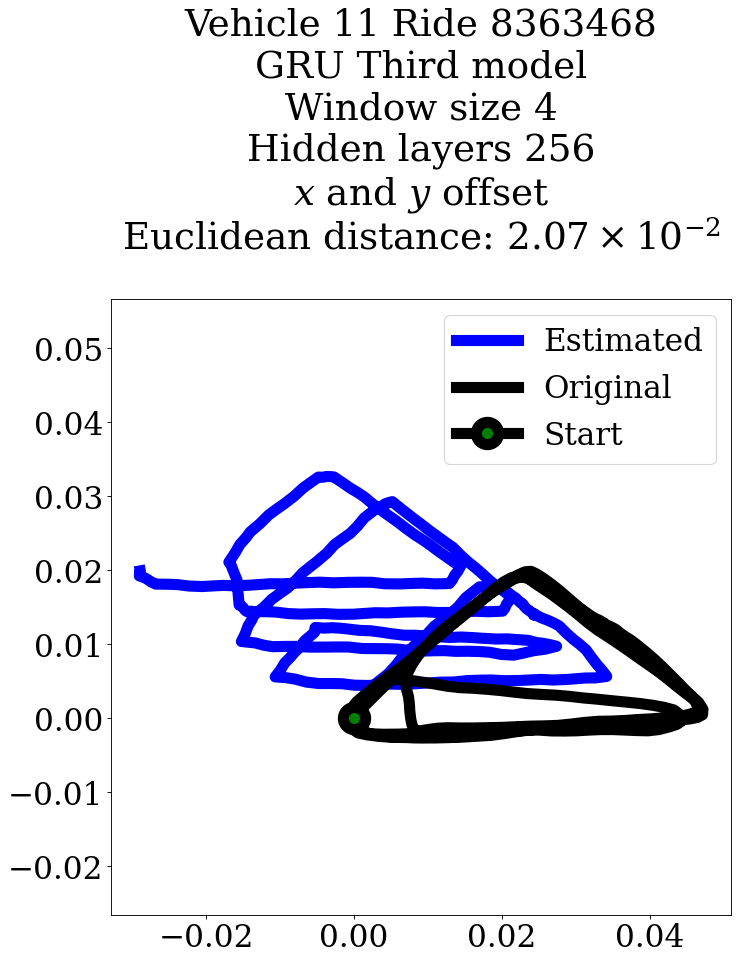 Vehicle 11 Ride 8363468
GRU Third model
Window size 4
Hidden layers 256
x and y offset
Euclidean distance: 2.07 × 10⁻²
Estimated
Original
Start
0.05
0.04
0.03
0.02
0.01
0.00
−0.01
−0.02
−0.02 0.00 0.02 0.04